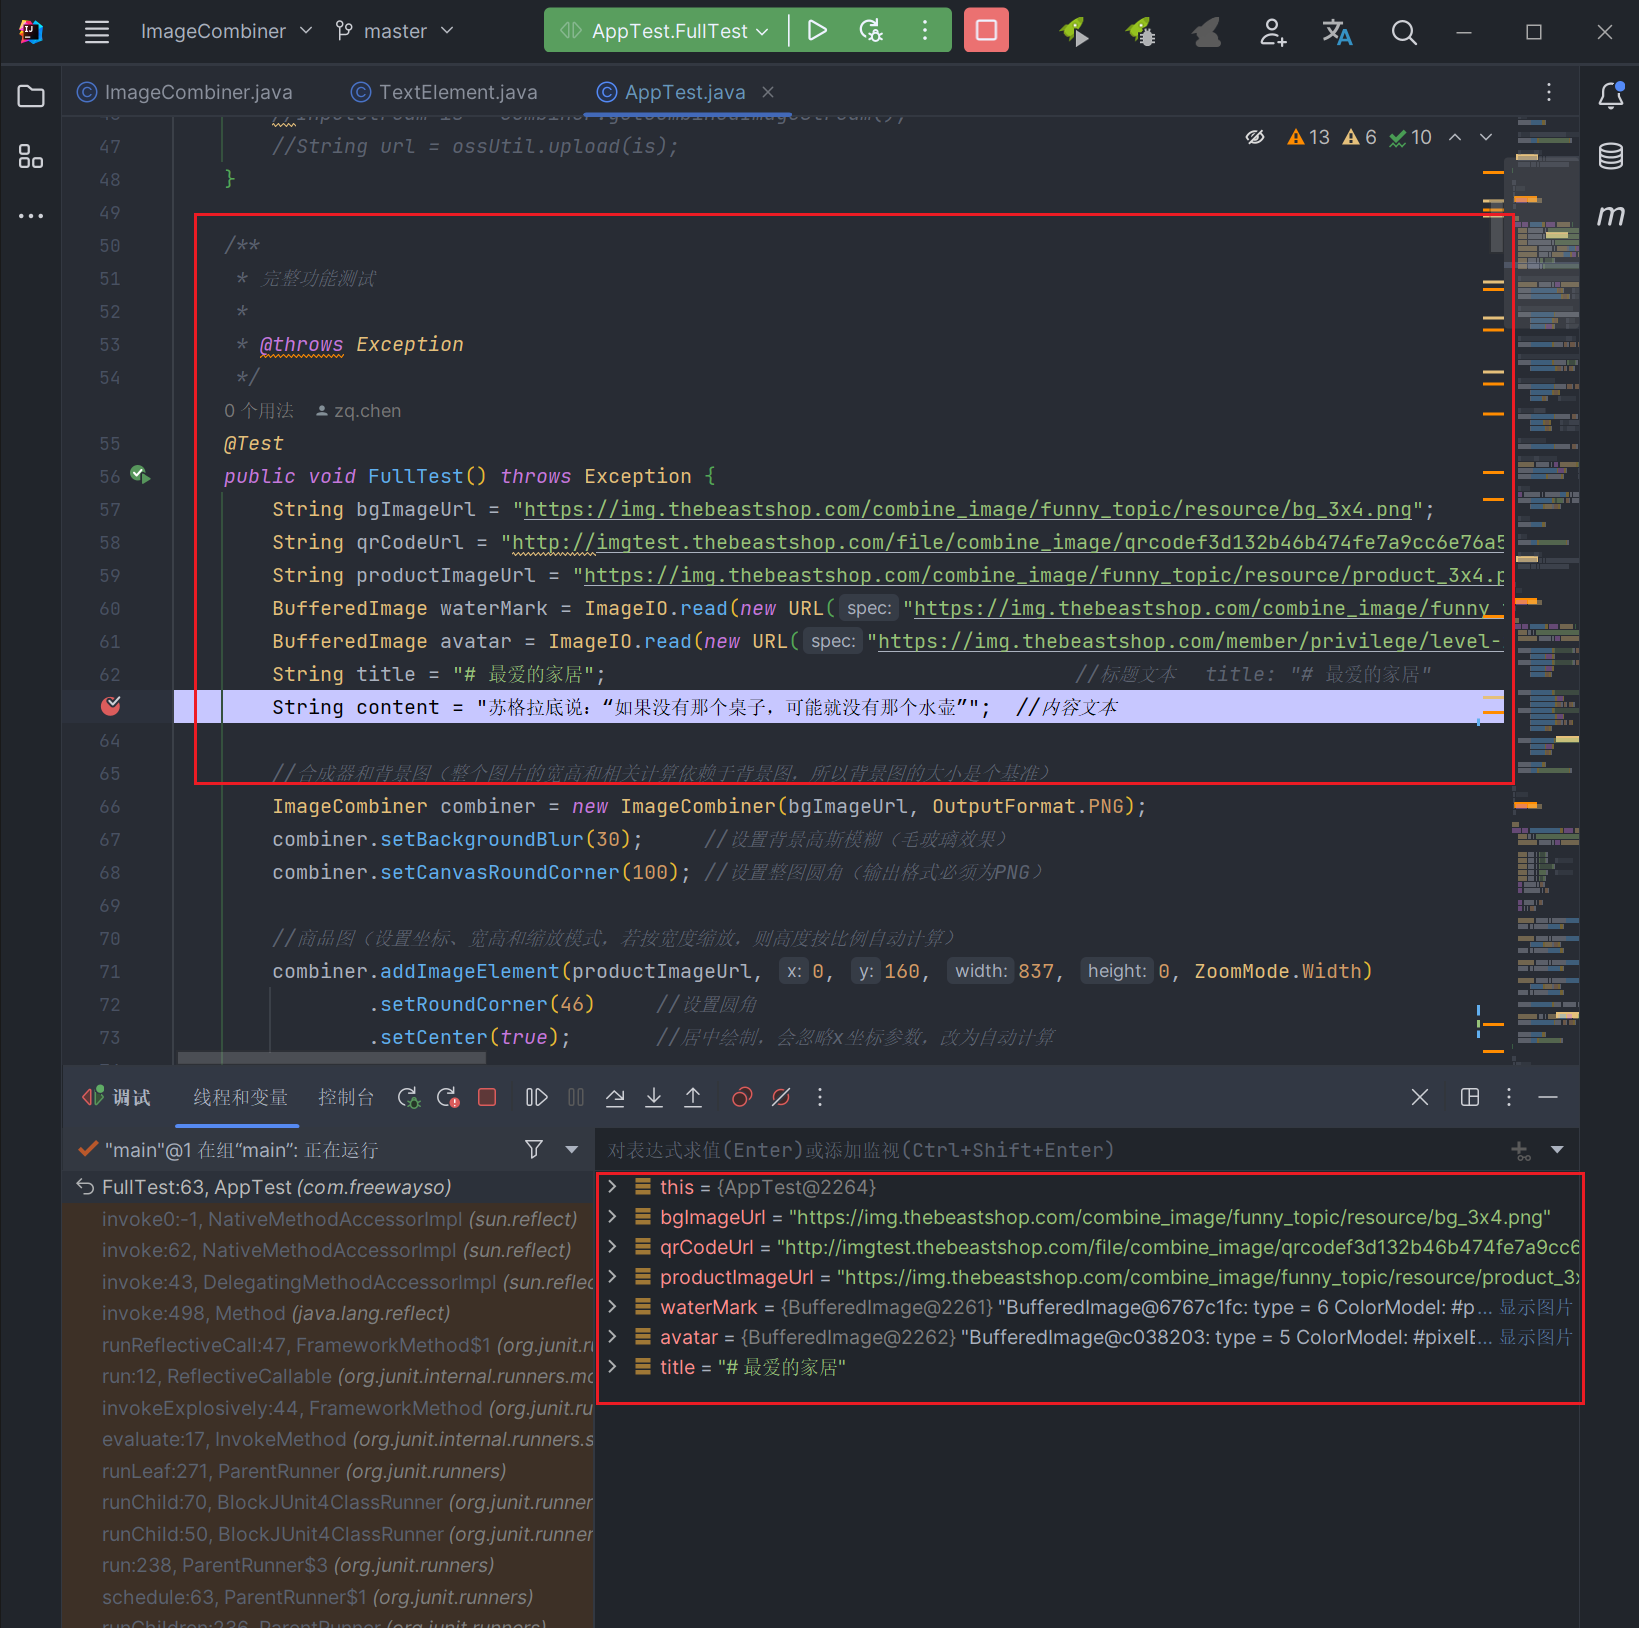 ImageCombiner
master
AppTest.FullTest
ImageCombiner.java
TextElement.java
AppTest.java
13
6
10
47 //String url = ossUtil.upload(is);
48 }
49
50 /**
51 * 完整功能测试
52 *
53 * @throws Exception
54 */
0 个用法 zq.chen
55 @Test
56 public void FullTest() throws Exception {
57 String bgImageUrl = "https://img.thebeastshop.com/combine_image/funny_topic/resource/bg_3x4.png";
58 String qrCodeUrl = "http://imgtest.thebeastshop.com/file/combine_image/qrcodef3d132b46b474fe7a9cc6e76a5
59 String productImageUrl = "https://img.thebeastshop.com/combine_image/funny_topic/resource/product_3x4.p
60 BufferedImage waterMark = ImageIO.read(new URL( spec: "https://img.thebeastshop.com/combine_image/funny_
61 BufferedImage avatar = ImageIO.read(new URL( spec: "https://img.thebeastshop.com/member/privilege/level-
62 String title = "# 最爱的家居"; //标题文本 title: "# 最爱的家居"
String content = "苏格拉底说：“如果没有那个桌子，可能就没有那个水壶”"; //内容文本
64
65 //合成器和背景图（整个图片的宽高和相关计算依赖于背景图，所以背景图的大小是个基准）
66 ImageCombiner combiner = new ImageCombiner(bgImageUrl, OutputFormat.PNG);
67 combiner.setBackgroundBlur(30); //设置背景高斯模糊（毛玻璃效果）
68 combiner.setCanvasRoundCorner(100); //设置整图圆角（输出格式必须为PNG）
69
70 //商品图（设置坐标、宽高和缩放模式，若按宽度缩放，则高度按比例自动计算）
71 combiner.addImageElement(productImageUrl, x: 0, y: 160, width: 837, height: 0, ZoomMode.Width)
72 .setRoundCorner(46) //设置圆角
73 .setCenter(true); //居中绘制，会忽略x坐标参数，改为自动计算
调试
线程和变量
控制台
"main"@1 在组“main”: 正在运行
对表达式求值(Enter)或添加监视(Ctrl+Shift+Enter)
FullTest:63, AppTest (com.freewayso)
invoke0:-1, NativeMethodAccessorImpl (sun.reflect)
invoke:62, NativeMethodAccessorImpl (sun.reflect)
invoke:43, DelegatingMethodAccessorImpl (sun.reflec
invoke:498, Method (java.lang.reflect)
runReflectiveCall:47, FrameworkMethod$1 (org.junit.ru
run:12, ReflectiveCallable (org.junit.internal.runners.mo
invokeExplosively:44, FrameworkMethod (org.junit.ru
evaluate:17, InvokeMethod (org.junit.internal.runners.s
runLeaf:271, ParentRunner (org.junit.runners)
runChild:70, BlockJUnit4ClassRunner (org.junit.runner
runChild:50, BlockJUnit4ClassRunner (org.junit.runner
run:238, ParentRunner$3 (org.junit.runners)
schedule:63, ParentRunner$1 (org.junit.runners)
runChildren:236, ParentRunner (org.junit.runners)
this = {AppTest@2264}
bgImageUrl = "https://img.thebeastshop.com/combine_image/funny_topic/resource/bg_3x4.png"
qrCodeUrl = "http://imgtest.thebeastshop.com/file/combine_image/qrcodef3d132b46b474fe7a9cc6
productImageUrl = "https://img.thebeastshop.com/combine_image/funny_topic/resource/product_3x
waterMark = {BufferedImage@2261} "BufferedImage@6767c1fc: type = 6 ColorModel: #p... 显示图片
avatar = {BufferedImage@2262} "BufferedImage@c038203: type = 5 ColorModel: #pixelE... 显示图片
title = "# 最爱的家居"